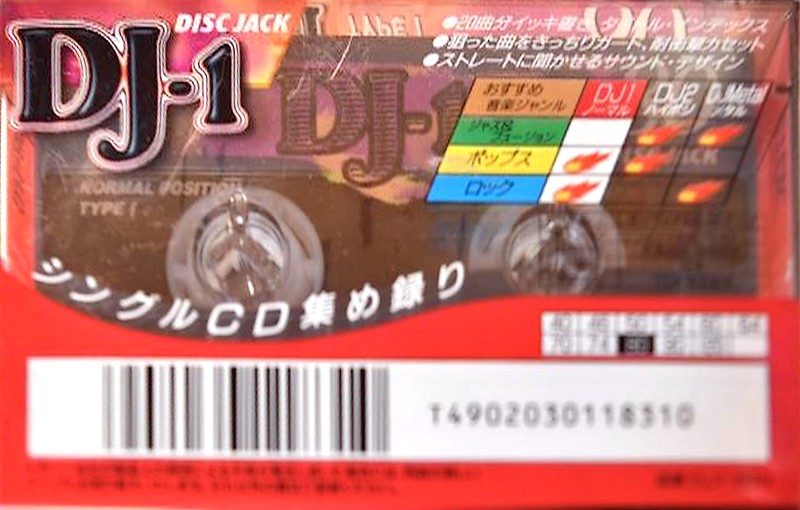 DISC JACK
DJ-1
●20曲分イッキ書き タイトル・インデックス
●狙った曲をきっちりガード、耐衝撃カセット
●ストレートに聞かせるサウンド・デザイン
おすすめ
音楽ジャンル
DJ1
ノーマル
DJ2
ハイポジ
DJMetal
メタル
ジャズ&
フュージョン
ポップス
ロック
DJ-1
NORMAL POSITION
TYPE I
シングルCD集め録り
40 46 50 54 60 64
70 74 80 90
T4902030118310